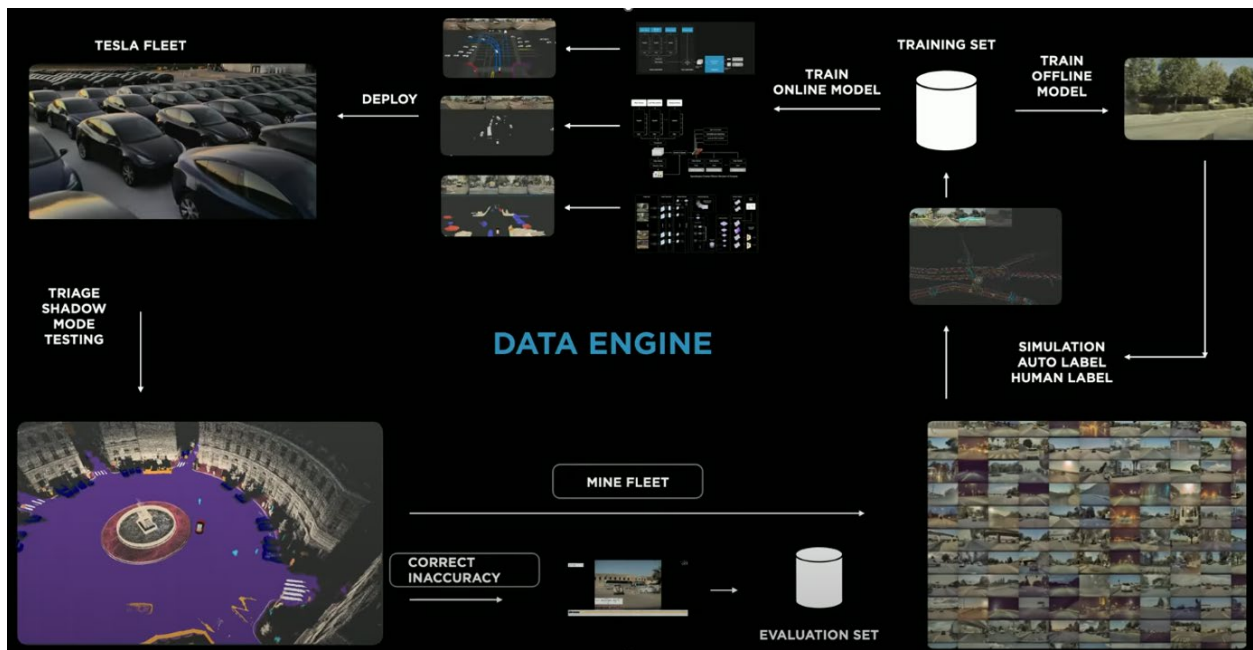 TESLA FLEET
DEPLOY
TRAIN
ONLINE MODEL
TRAINING SET
TRAIN
OFFLINE
MODEL
TRIAGE
SHADOW
MODE
TESTING
DATA ENGINE
SIMULATION
AUTO LABEL
HUMAN LABEL
MINE FLEET
CORRECT
INACCURACY
EVALUATION SET